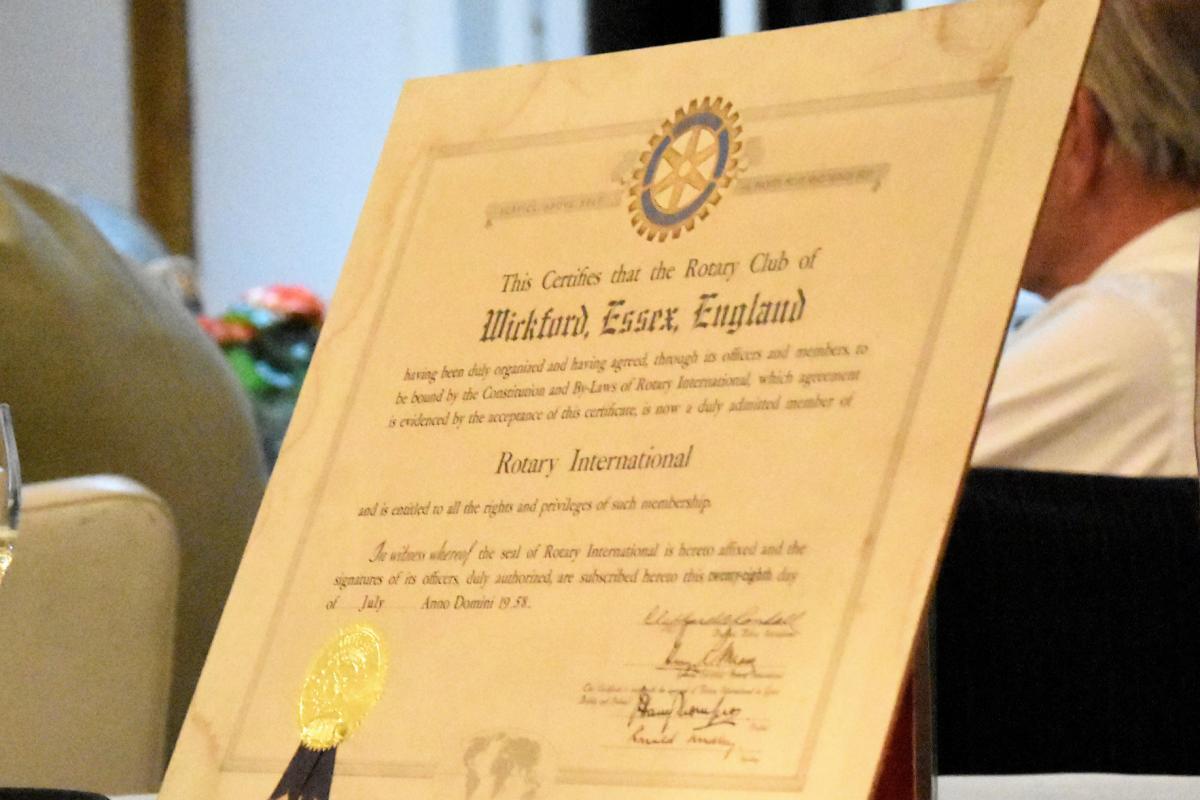 SERVICE ABOVE SELF
This Certifies that the Rotary Club of
Wickford, Essex, England
having been duly organized and having agreed, through its officers and members, to
be bound by the Constitution and By-Laws of Rotary International, which agreement
is evidenced by the acceptance of this certificate, is now a duly admitted member of
Rotary International
and is entitled to all the rights and privileges of such membership.
In witness whereof the seal of Rotary International is hereto affixed and the
signatures of its officers, duly authorized, are subscribed hereto this twenty-eighth day
of July Anno Domini 19 58.